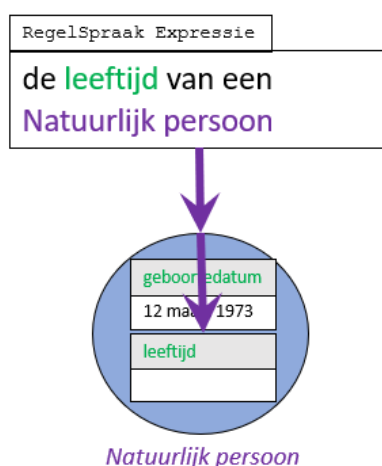 RegelSpraak Expressie
de leeftijd van een
Natuurlijk persoon
geboortedatum
12 maart 1973
leeftijd
Natuurlijk persoon